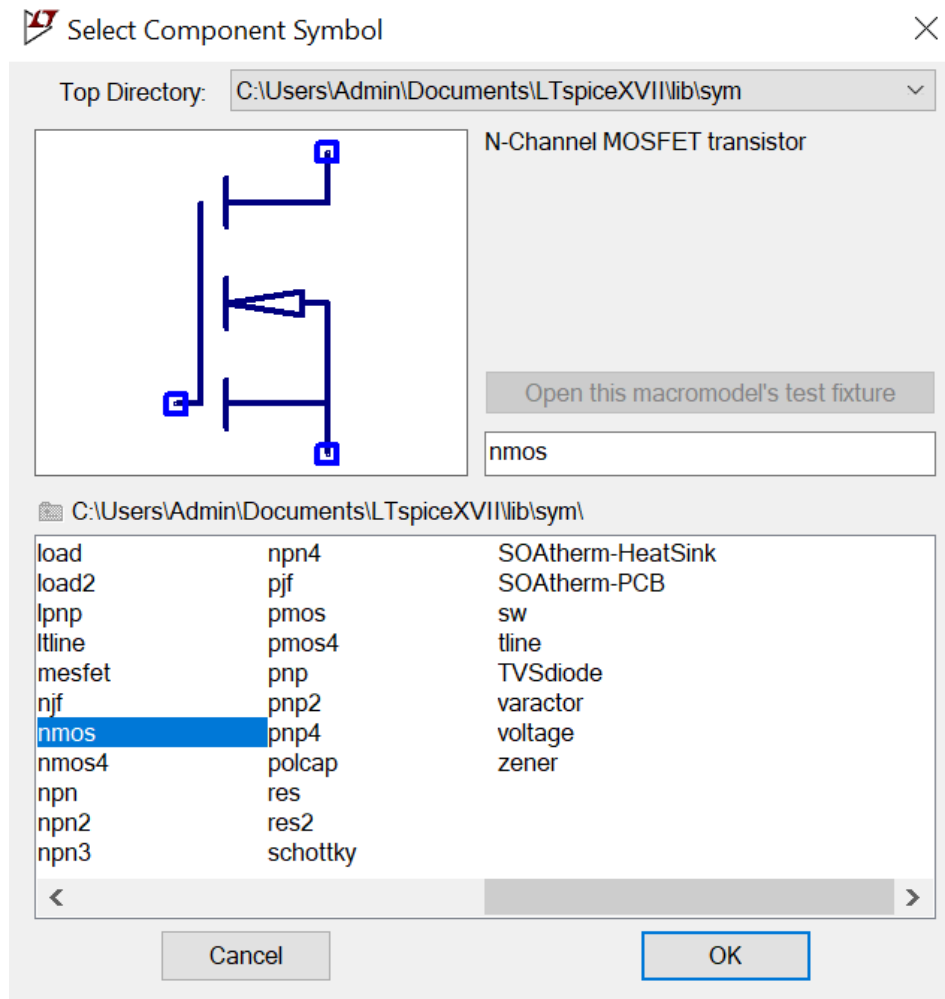 Select Component Symbol
Top Directory: C:\Users\Admin\Documents\LTspiceXVII\lib\sym
N-Channel MOSFET transistor
Open this macromodel's test fixture
nmos
C:\Users\Admin\Documents\LTspiceXVII\lib\sym\
load npn4 SOAtherm-HeatSink
load2 pjf SOAtherm-PCB
lpnp pmos sw
ltline pmos4 tline
mesfet pnp TVSdiode
njf pnp2 varactor
nmos pnp4 voltage
nmos4 polcap zener
npn res
npn2 res2
npn3 schottky
Cancel OK